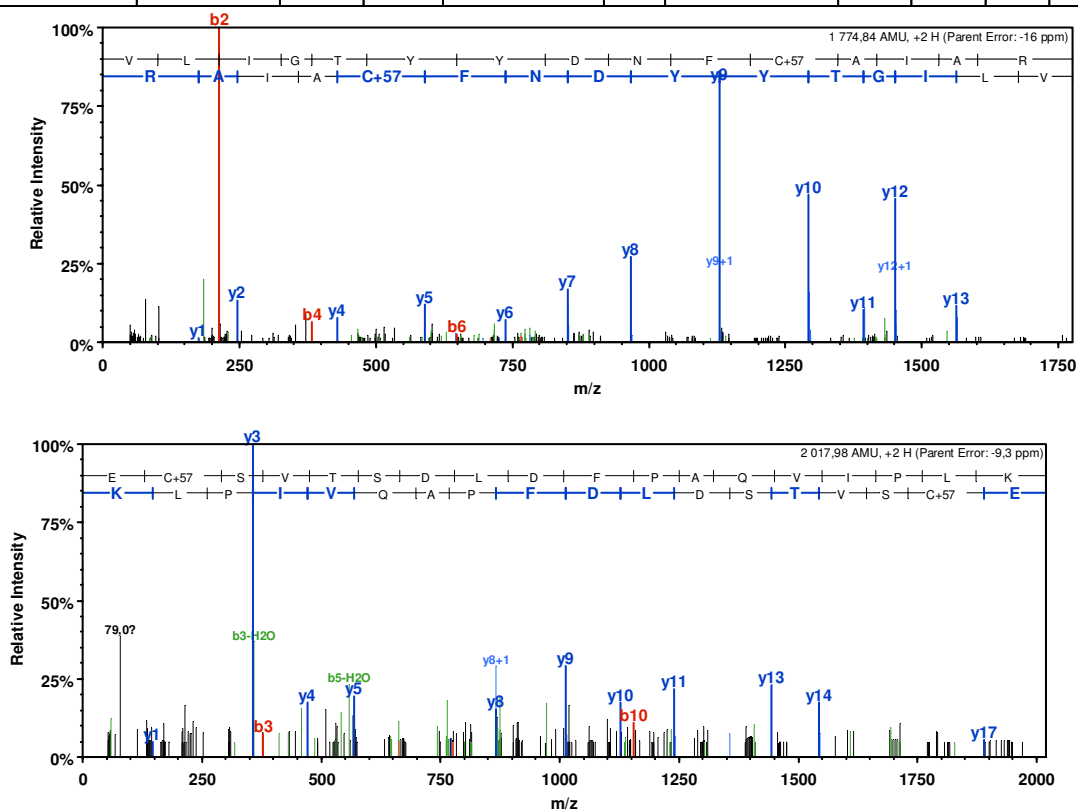 b2
100%
1 774,84 AMU, +2 H (Parent Error: -16 ppm)
V L I G T Y Y D N F C+57 A I A R
R A I A C+57 F N D Y y9 Y T G I L V
75%
Relative Intensity
50%
y10 y12
25%
y9+1 y12+1
y8
y7
y2 y5 y11 y13
y1 b4 y4 b6 y6
0%
0 250 500 750 1000 1250 1500 1750
m/z
y3
100%
2 017,98 AMU, +2 H (Parent Error: -9,3 ppm)
E C+57 S V T S D L D F P A Q V I P L K
K L P I V Q A P F D L D S T V S C+57 E
75%
Relative Intensity
50%
79,0? b3-H2O
y8+1 y9
25%
b5-H2O
y4 y5 y8 y10 y11 y13 y14
y1 b3 b10 y17
0%
0 250 500 750 1000 1250 1500 1750 2000
m/z